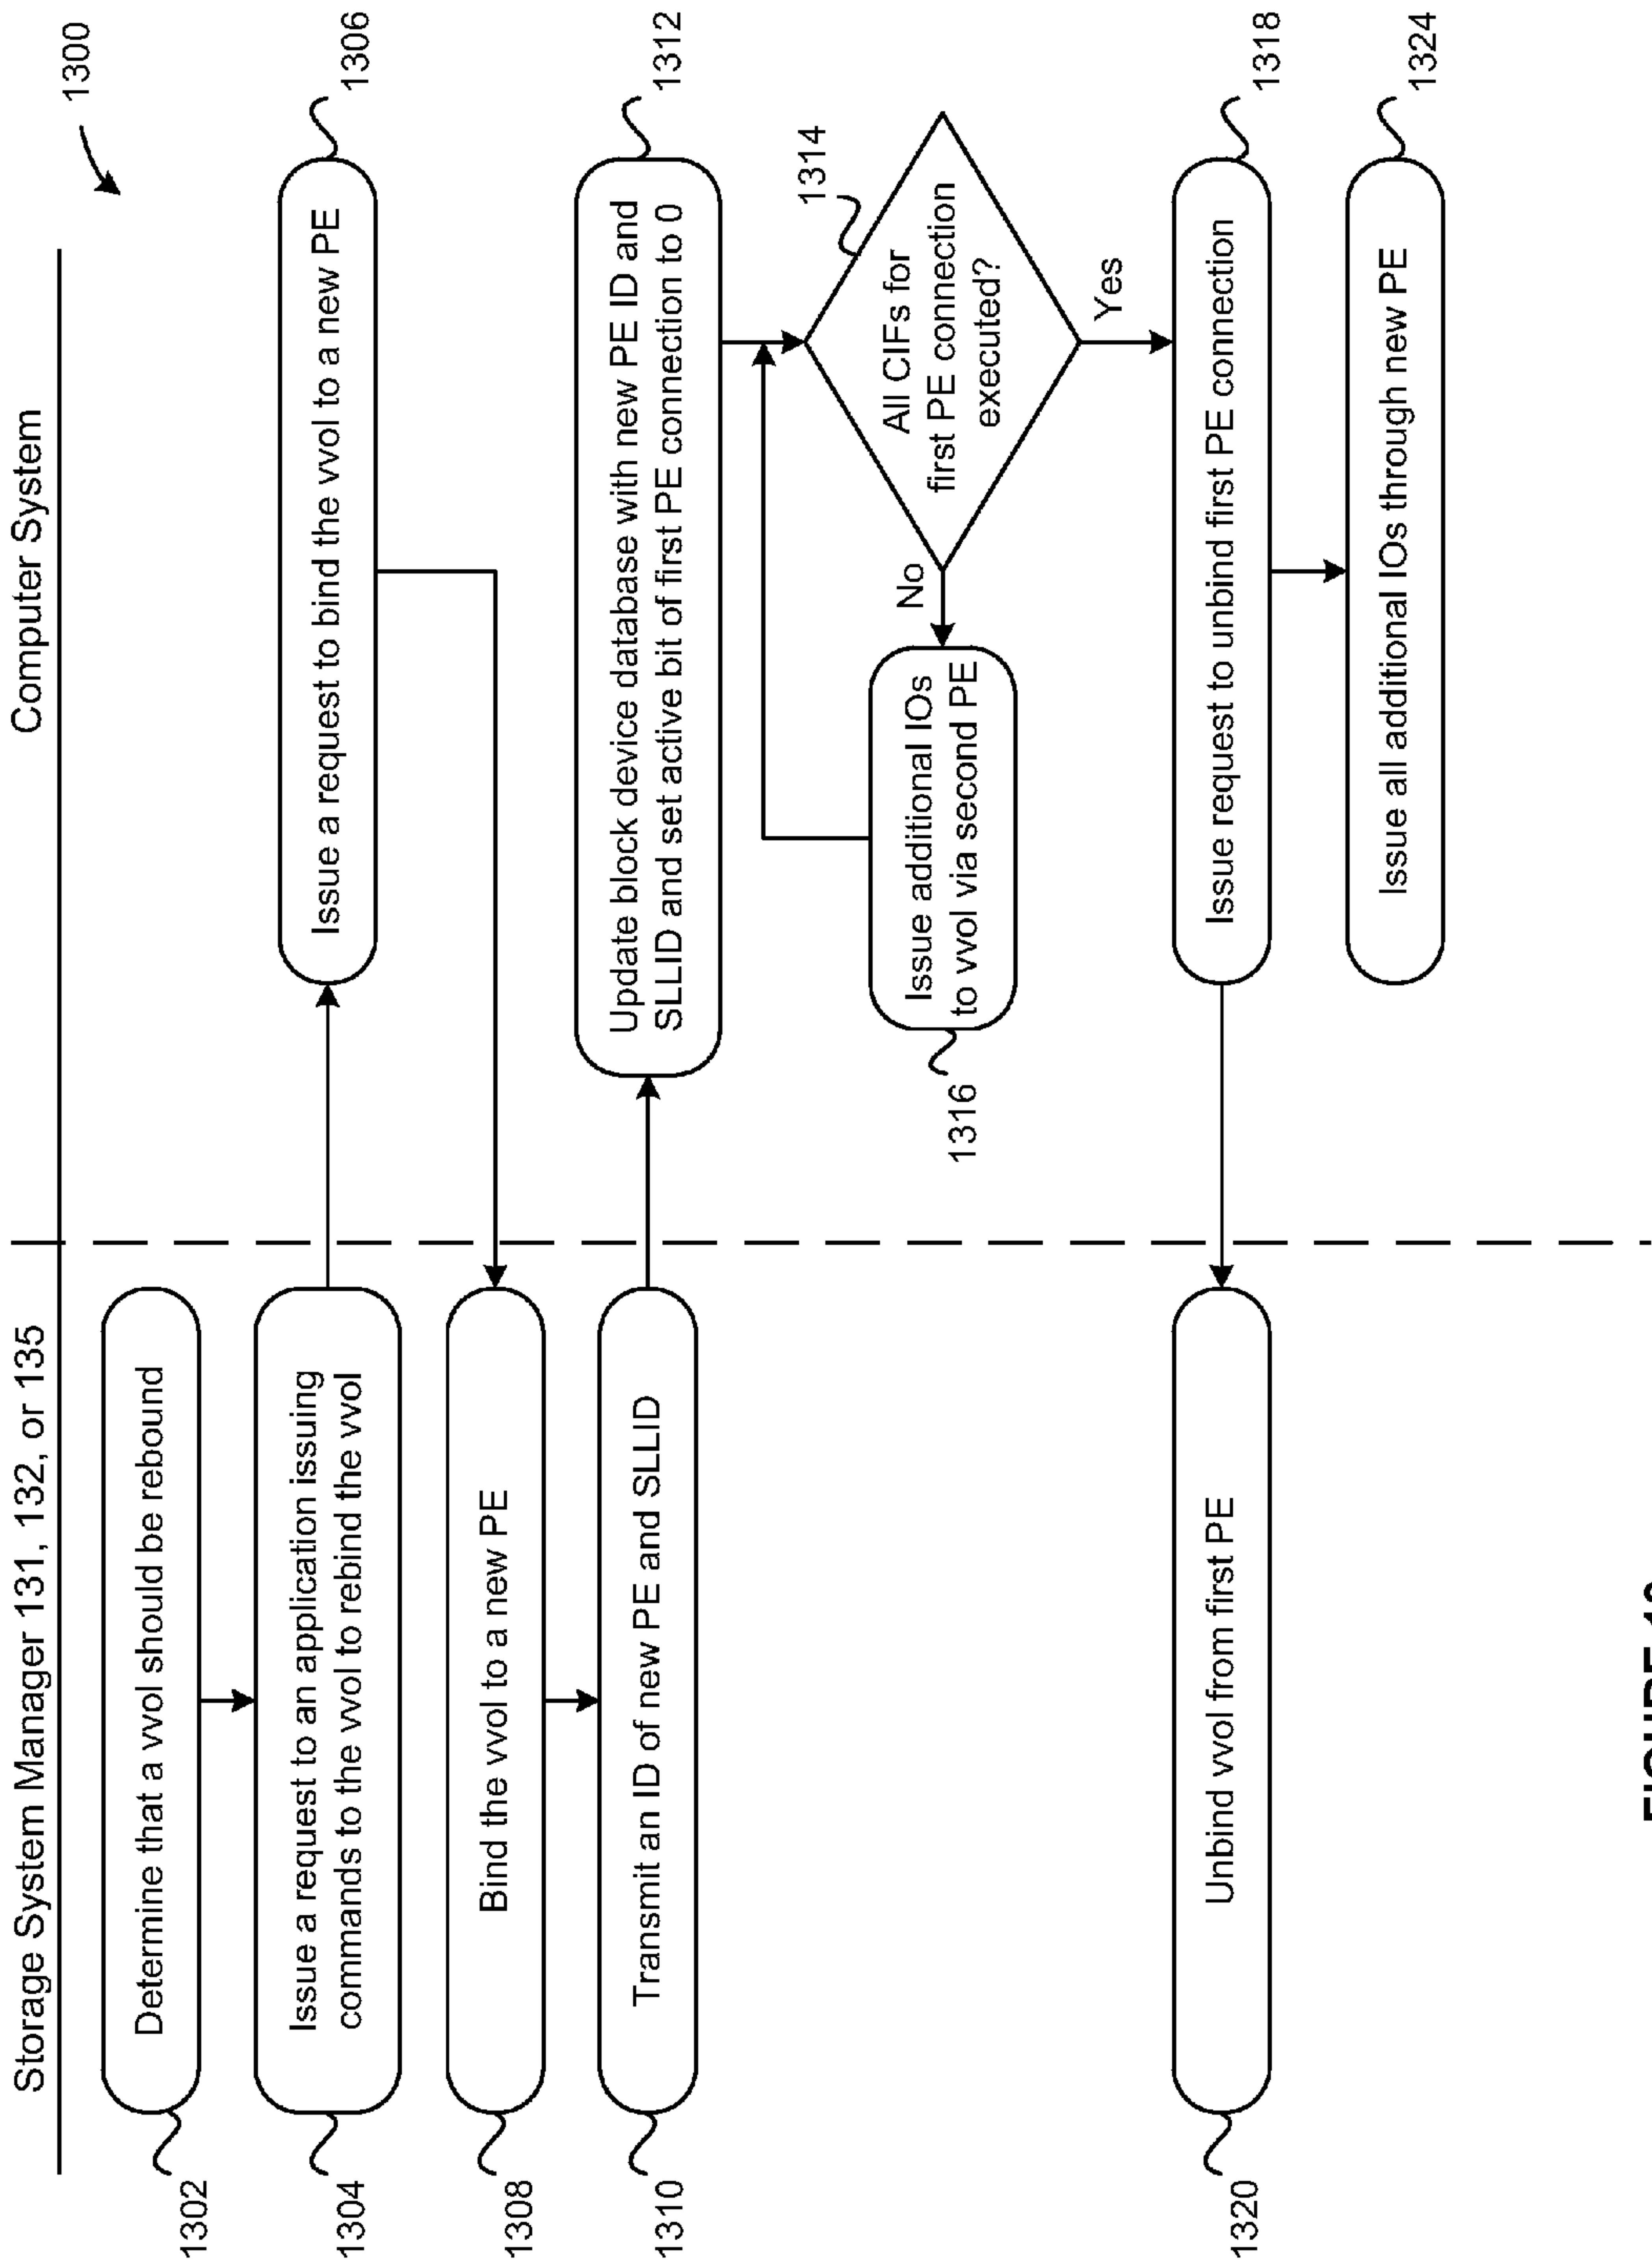 Storage System Manager 131, 132, or 135
Computer System
1300
Determine that a vvol should be rebound
1302
Issue a request to an application issuing
commands to the vvol to rebind the vvol
1304
Issue a request to bind the vvol to a new PE
1306
Bind the vvol to a new PE
1308
Transmit an ID of new PE and SLLID
1310
Update block device database with new PE ID and
SLLID and set active bit of first PE connection to 0
1312
All CIFs for
first PE connection
executed?
1314
No
Yes
Issue additional IOs
to vvol via second PE
1316
Issue request to unbind first PE connection
1318
Unbind vvol from first PE
1320
Issue all additional IOs through new PE
1324
FIGURE